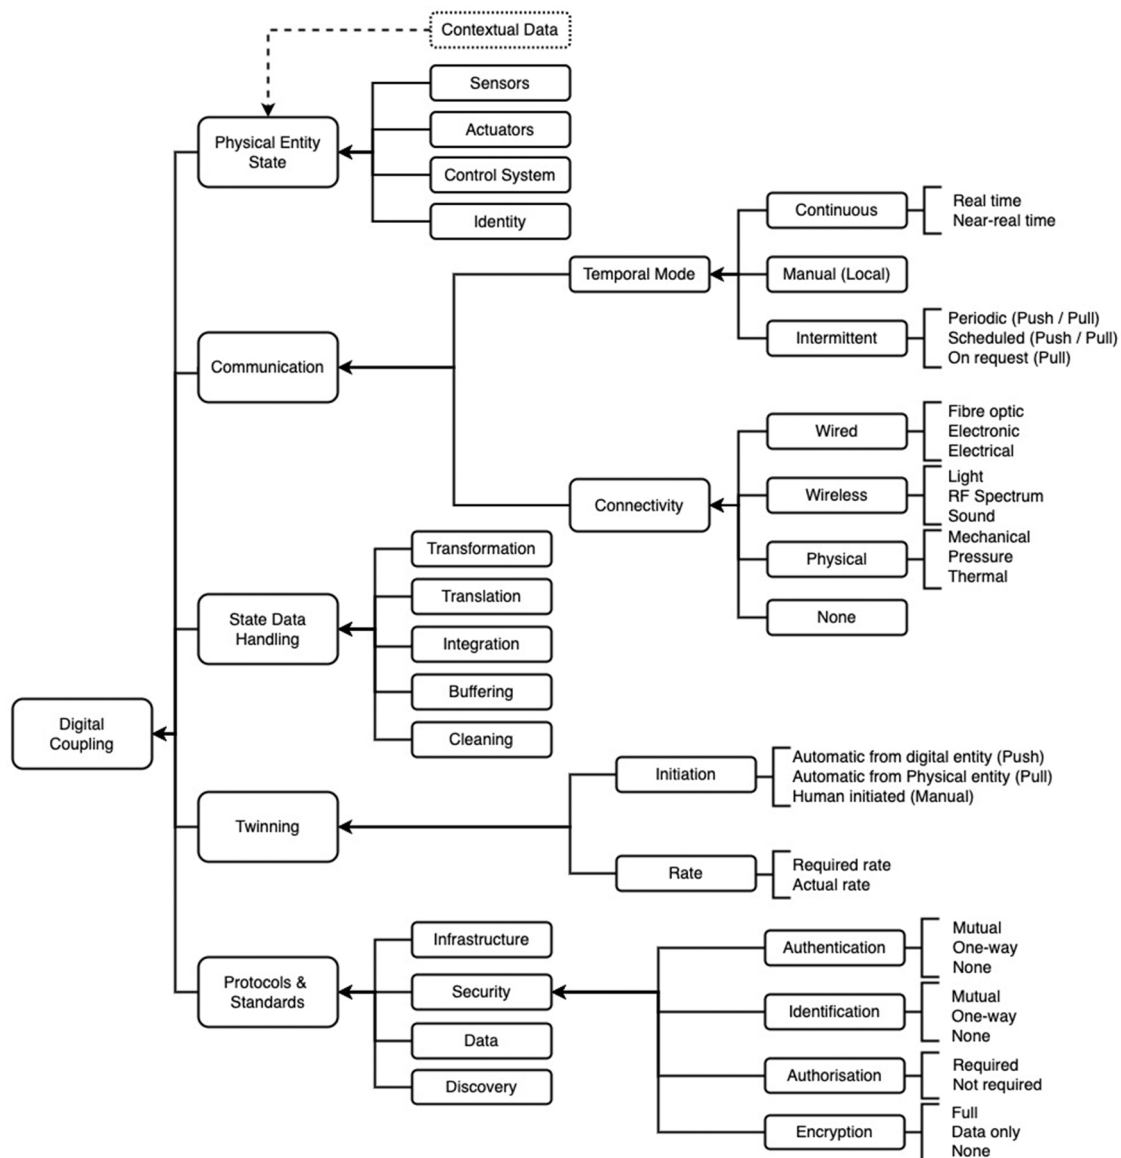 Contextual Data
Sensors
Physical Entity
State
Actuators
Control System
Identity
Continuous
Real time
Near-real time
Temporal Mode
Manual (Local)
Intermittent
Periodic (Push / Pull)
Scheduled (Push / Pull)
On request (Pull)
Communication
Wired
Fibre optic
Electronic
Electrical
Connectivity
Wireless
Light
RF Spectrum
Sound
Physical
Mechanical
Pressure
Thermal
None
State Data
Handling
Transformation
Translation
Integration
Buffering
Cleaning
Digital
Coupling
Twinning
Initiation
Automatic from digital entity (Push)
Automatic from Physical entity (Pull)
Human initiated (Manual)
Rate
Required rate
Actual rate
Protocols &
Standards
Infrastructure
Security
Data
Discovery
Authentication
Mutual
One-way
None
Identification
Mutual
One-way
None
Authorisation
Required
Not required
Encryption
Full
Data only
None